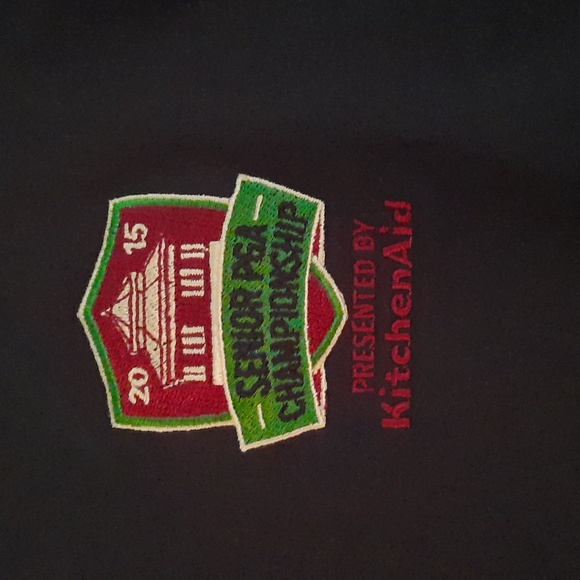 20 15
SENIOR PGA
CHAMPIONSHIP
PRESENTED BY
KitchenAid